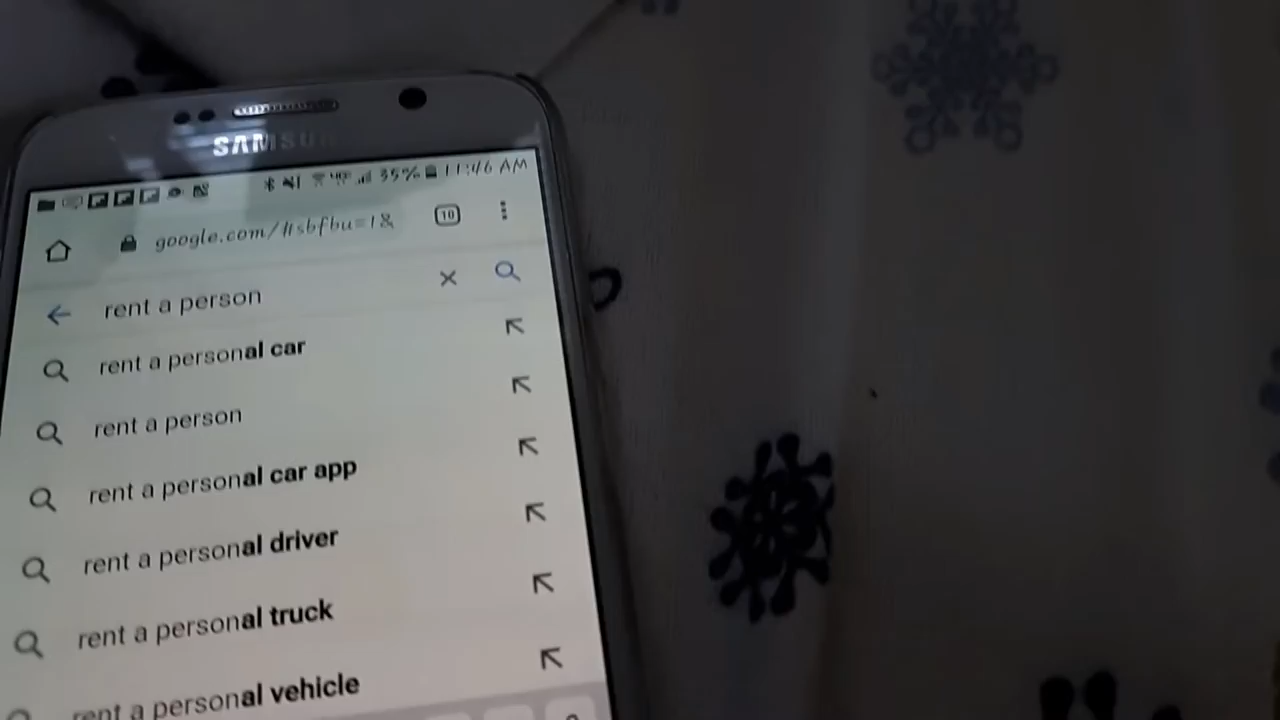 SAMSU
35% 11:46 AM
google.com/#sbfbu=1& 10
rent a person
rent a personal car
rent a person
rent a personal car app
rent a personal driver
rent a personal truck
rent a personal vehicle